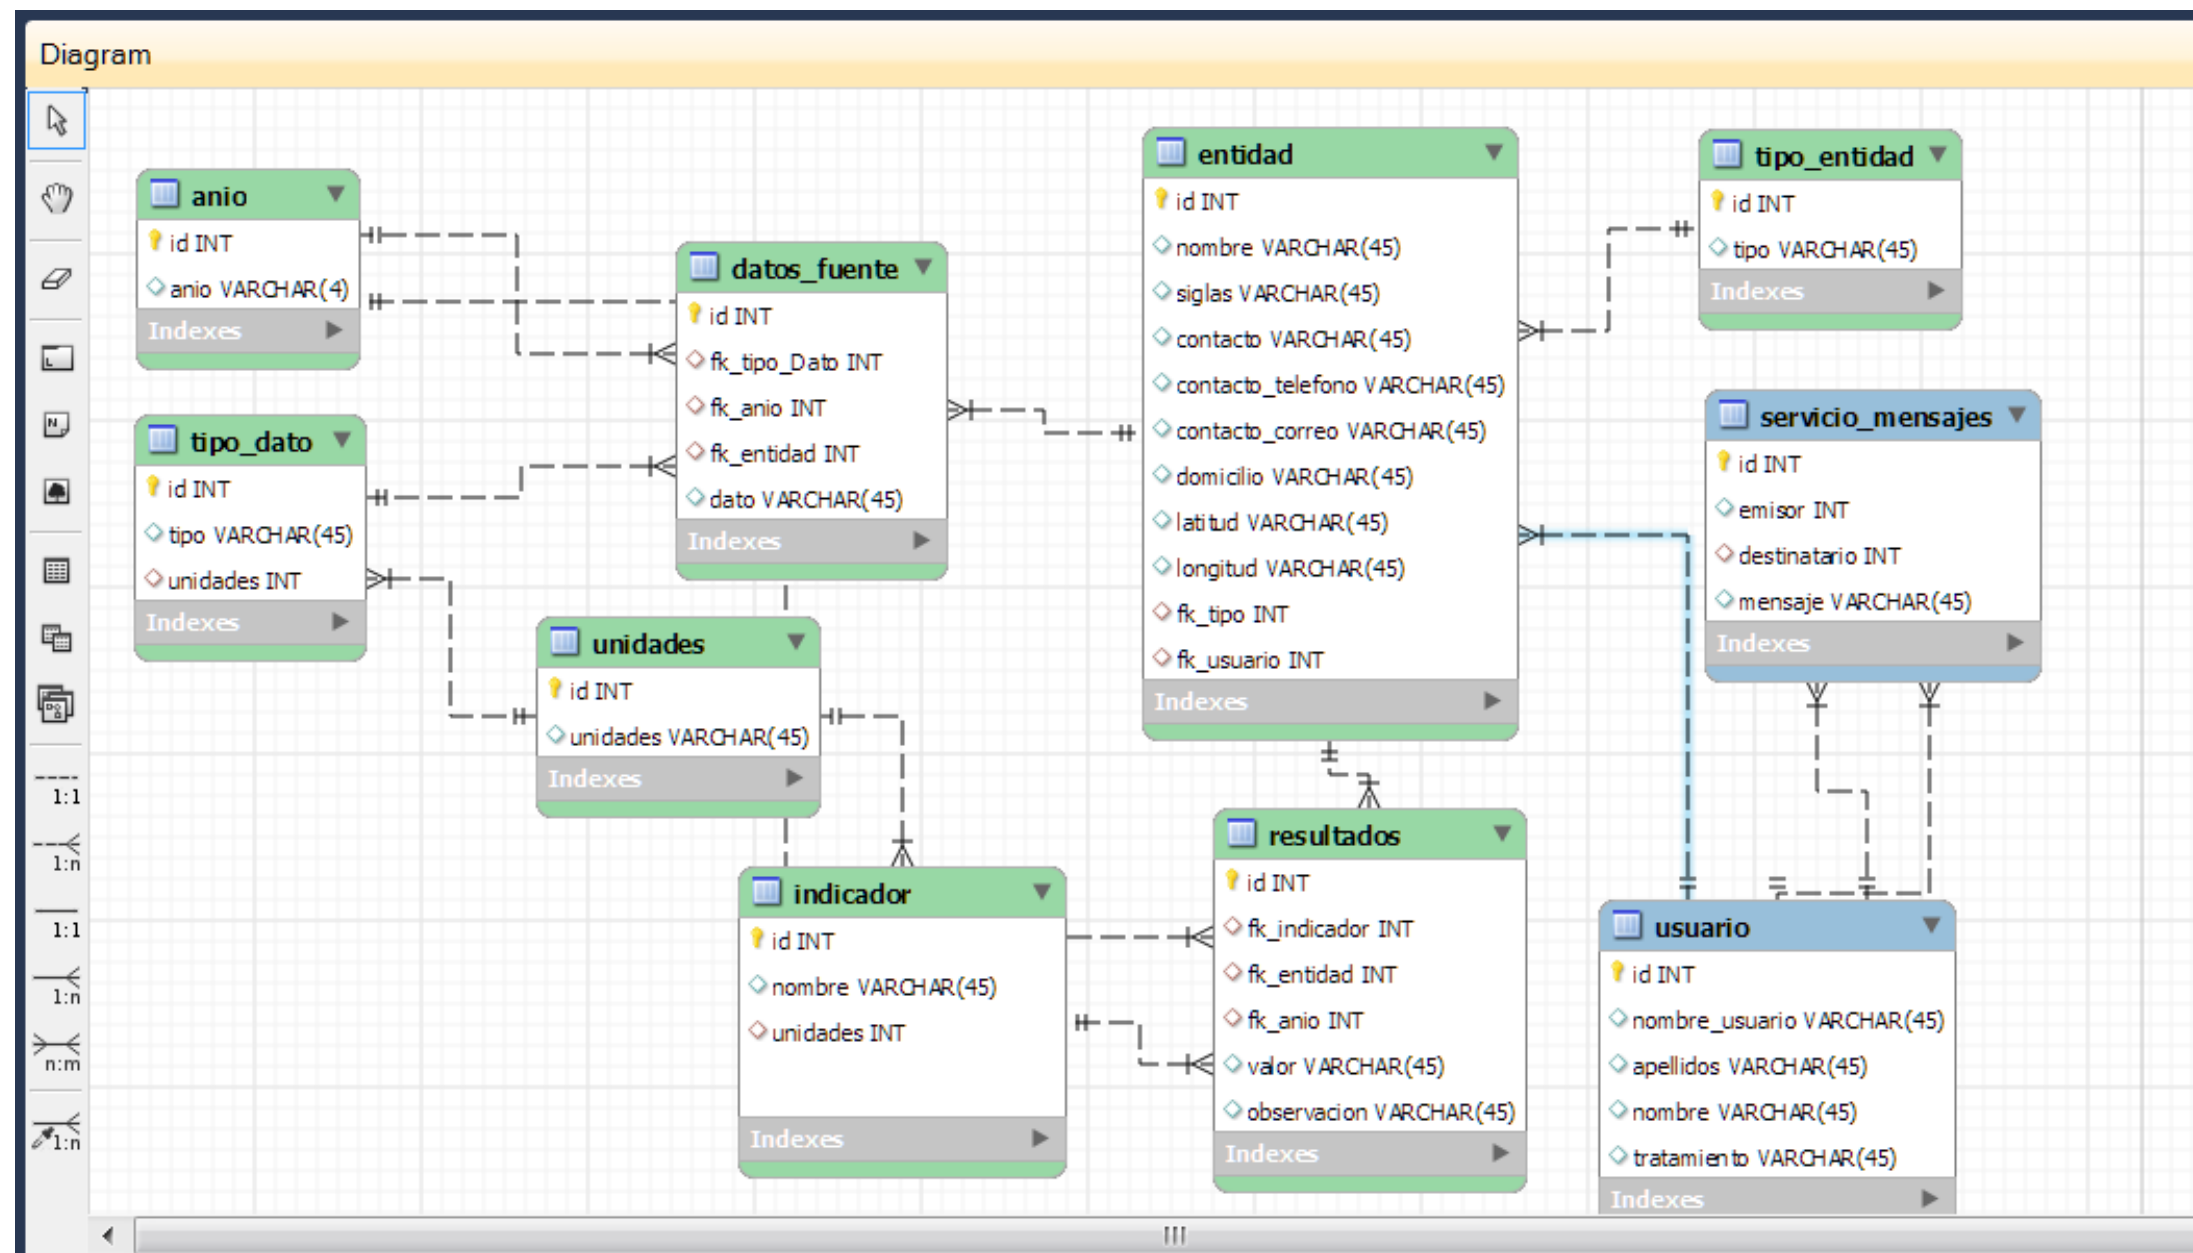 Diagram
anio
id INT
anio VARCHAR(4)
Indexes
tipo_dato
id INT
tipo VARCHAR(45)
unidades INT
Indexes
datos_fuente
id INT
fk_tipo_Dato INT
fk_anio INT
fk_entidad INT
dato VARCHAR(45)
Indexes
unidades
id INT
unidades VARCHAR(45)
Indexes
indicador
id INT
nombre VARCHAR(45)
unidades INT
Indexes
entidad
id INT
nombre VARCHAR(45)
siglas VARCHAR(45)
contacto VARCHAR(45)
contacto_telefono VARCHAR(45)
contacto_correo VARCHAR(45)
domicilio VARCHAR(45)
latitud VARCHAR(45)
longitud VARCHAR(45)
fk_tipo INT
fk_usuario INT
Indexes
resultados
id INT
fk_indicador INT
fk_entidad INT
fk_anio INT
valor VARCHAR(45)
observacion VARCHAR(45)
Indexes
tipo_entidad
id INT
tipo VARCHAR(45)
Indexes
servicio_mensajes
id INT
emisor INT
destinatario INT
mensaje VARCHAR(45)
Indexes
usuario
id INT
nombre_usuario VARCHAR(45)
apellidos VARCHAR(45)
nombre VARCHAR(45)
tratamiento VARCHAR(45)
Indexes
1:1
1:n
1:1
1:n
n:m
1:n